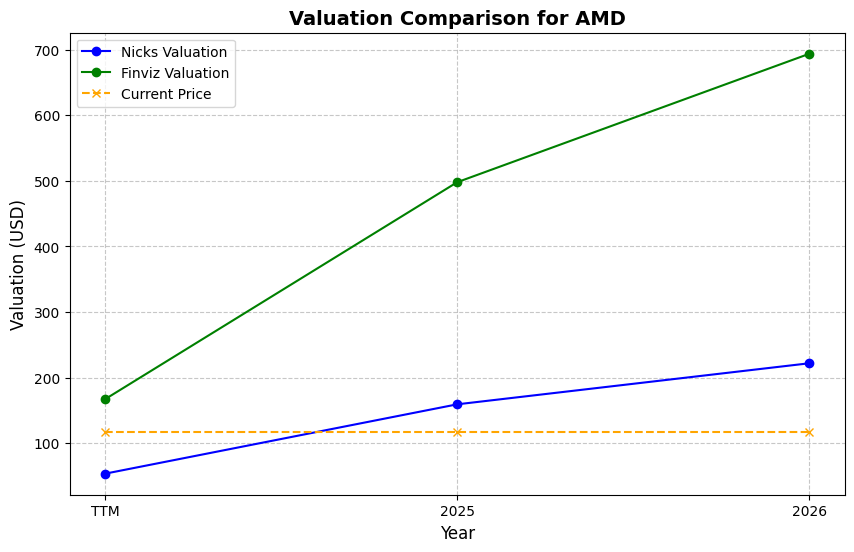 Valuation Comparison for AMD
Nicks Valuation
Finviz Valuation
Current Price
Valuation (USD)
700
600
500
400
300
200
100
TTM
2025
2026
Year